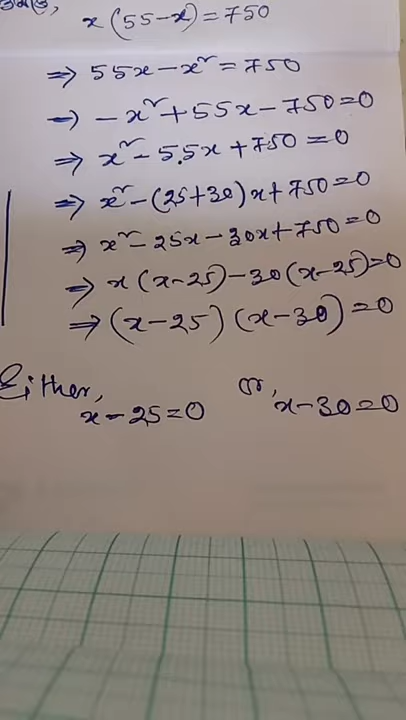 x(55-x)=750
⇒ 55x-x²=750
→ -x²+55x-750=0
⇒ x²-55x+750=0
⇒ x²-(25+30)x+750=0
⇒ x²-25x-30x+750=0
⇒ x(x-25)-30(x-25)=0
⇒ (x-25)(x-30)=0
Either, or,
x-25=0 x-30=0